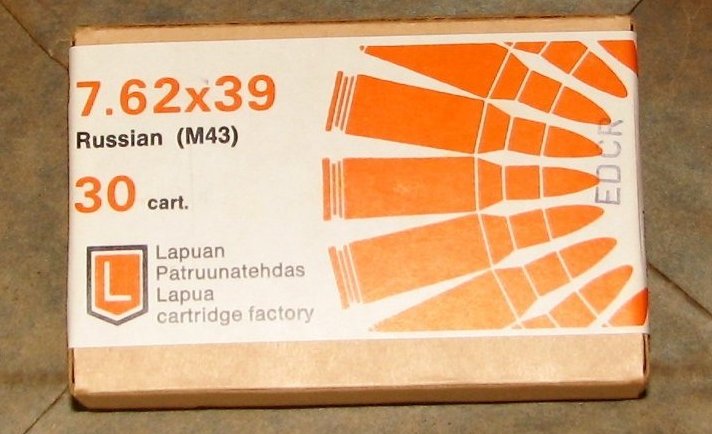 7.62x39
Russian (M43)
30 cart.
L
Lapuan
Patruunatehdas
Lapua
cartridge factory
EDCR